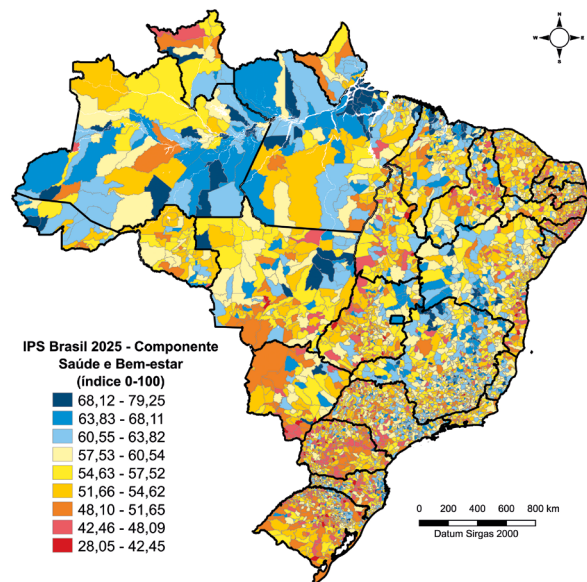 N
W E
S
IPS Brasil 2025 - Componente
Saúde e Bem-estar
(índice 0-100)
68,12 - 79,25
63,83 - 68,11
60,55 - 63,82
57,53 - 60,54
54,63 - 57,52
51,66 - 54,62
48,10 - 51,65
42,46 - 48,09
28,05 - 42,45
0 200 400 600 800 km
Datum Sirgas 2000